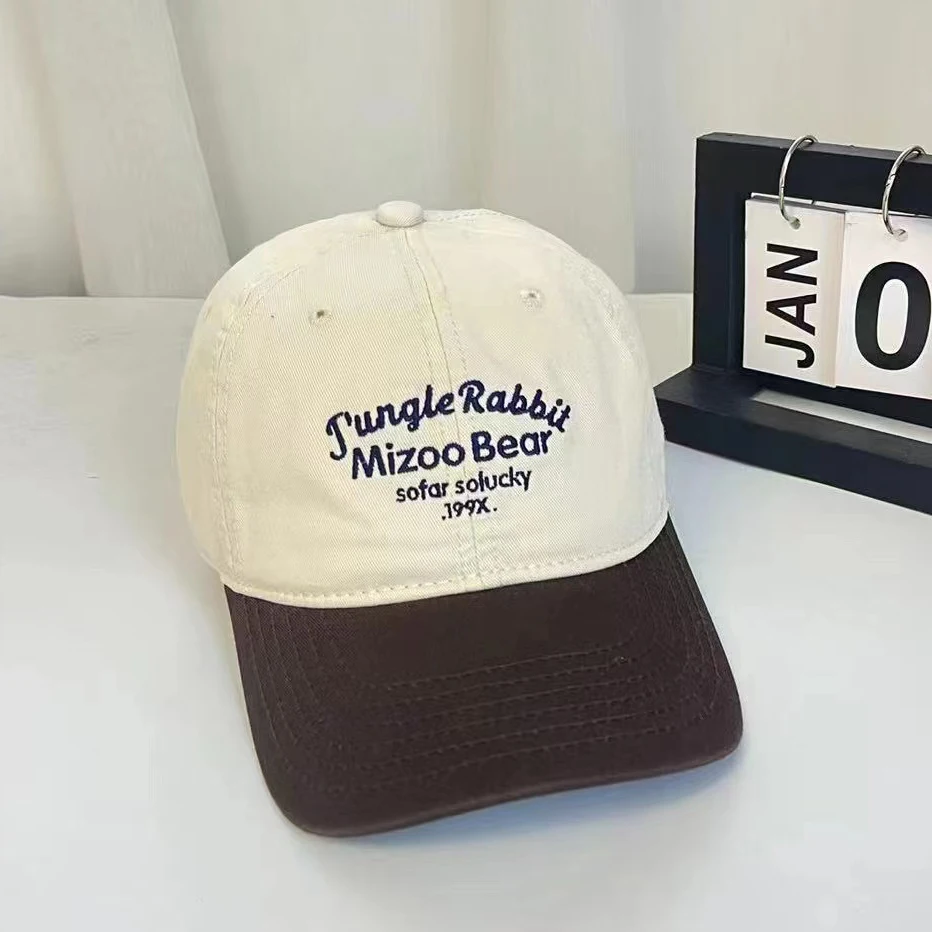 J'ungle Rabbit
Mizoo Bear
sofar solucky
.199X.
JAN
0